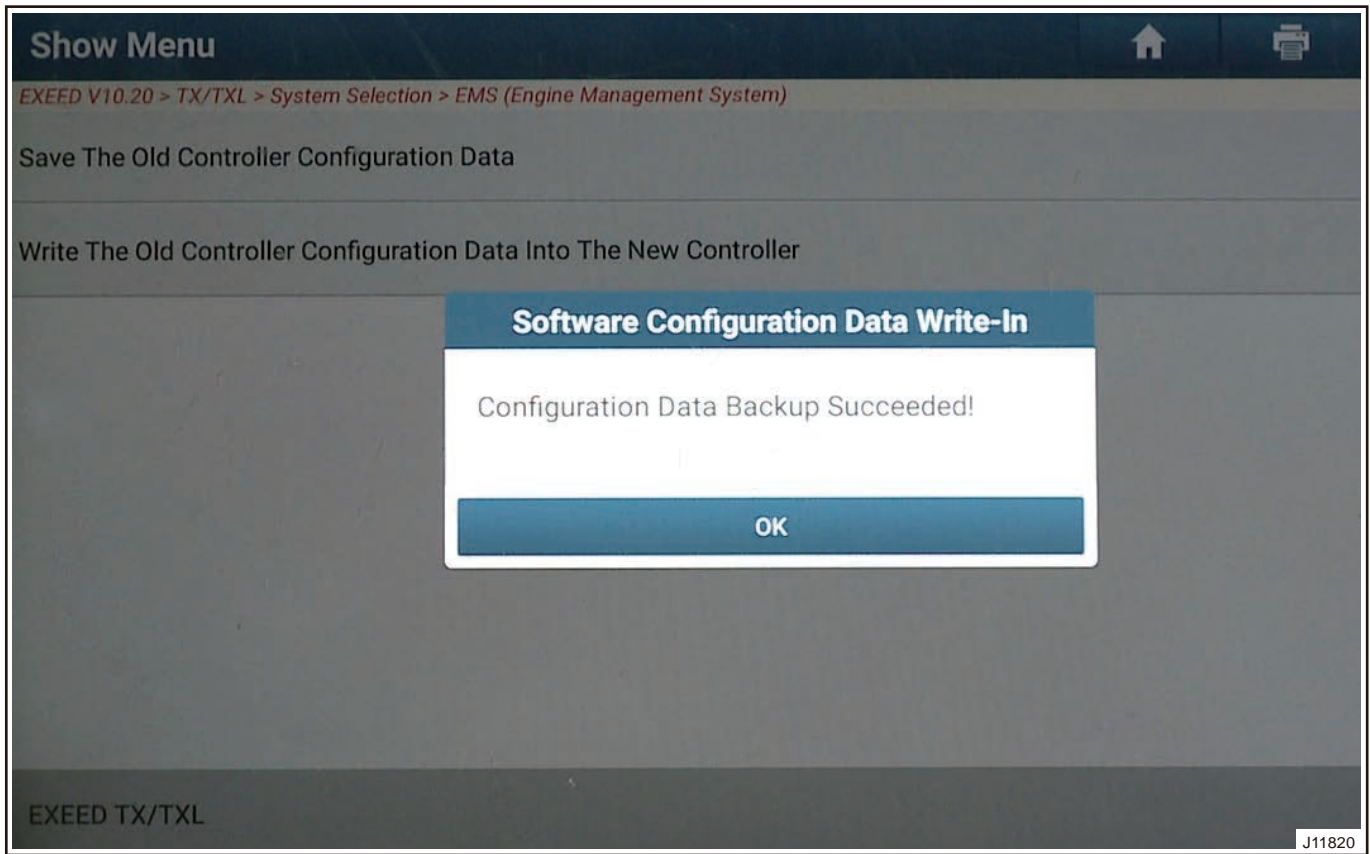 Show Menu
EXEED V10.20 > TX/TXL > System Selection > EMS (Engine Management System)
Save The Old Controller Configuration Data
Write The Old Controller Configuration Data Into The New Controller
Software Configuration Data Write-In
Configuration Data Backup Succeeded!
OK
EXEED TX/TXL
J11820